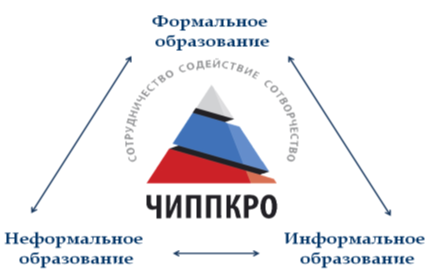 Формальное
образование
СОТРУДНИЧЕСТВО СОДЕЙСТВИЕ СОТВОРЧЕСТВО
ЧИППКРО
Неформальное
образование
Информальное
образование